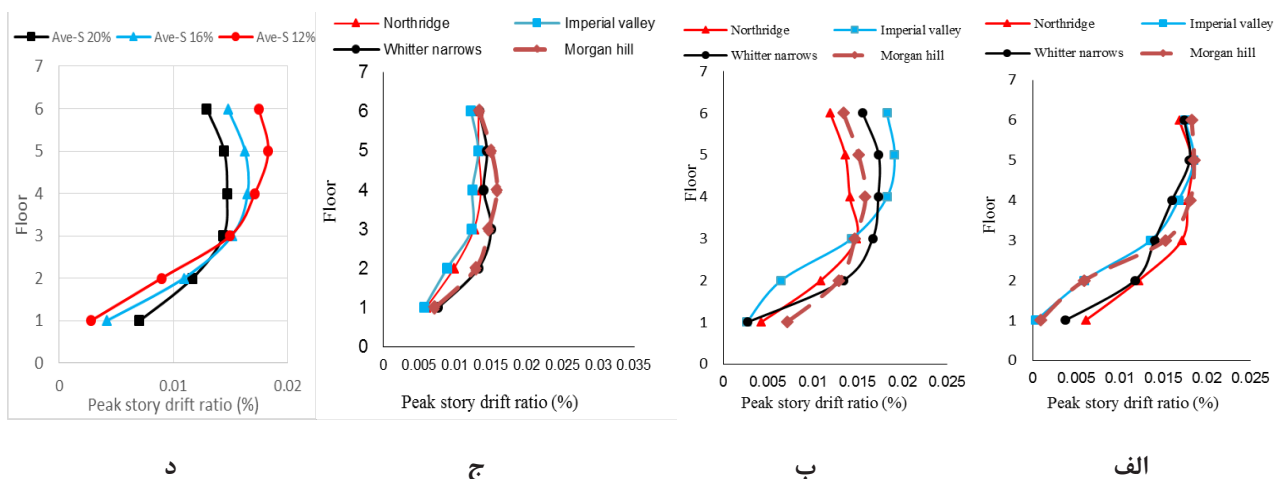 Ave-S 20% Ave-S 16% Ave-S 12%
7
6
5
4
3
2
1
0
Floor
0 0.01 0.02
Peak story drift ratio (%)
د
Northridge Imperial valley
Whitter narrows Morgan hill
7
6
5
4
3
2
1
0
Floor
0 0.005 0.01 0.015 0.02 0.025 0.03 0.035
Peak story drift ratio (%)
ج
Northridge Imperial valley
Whitter narrows Morgan hill
7
6
5
4
3
2
1
0
Floor
0 0.005 0.01 0.015 0.02 0.025
Peak story drift ratio (%)
ب
Northridge Imperial valley
Whitter narrows Morgan hill
7
6
5
4
3
2
1
0
Floor
0 0.005 0.01 0.015 0.02 0.025
Peak story drift ratio (%)
الف